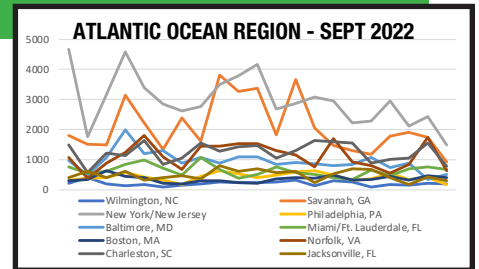 ATLANTIC OCEAN REGION - SEPT 2022
5000
4000
3000
2000
1000
0
Wilmington, NC
Savannah, GA
New York/New Jersey
Philadelphia, PA
Baltimore, MD
Miami/Ft. Lauderdale, FL
Boston, MA
Norfolk, VA
Charleston, SC
Jacksonville, FL